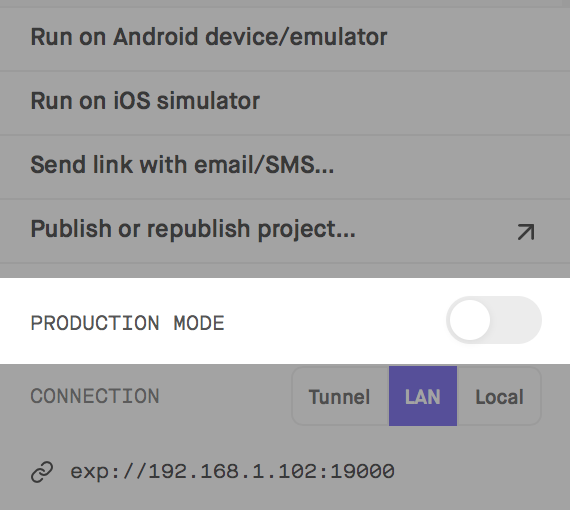 Run on Android device/emulator
Run on iOS simulator
Send link with email/SMS...
Publish or republish project...
PRODUCTION MODE
CONNECTION Tunnel LAN Local
exp://192.168.1.102:19000